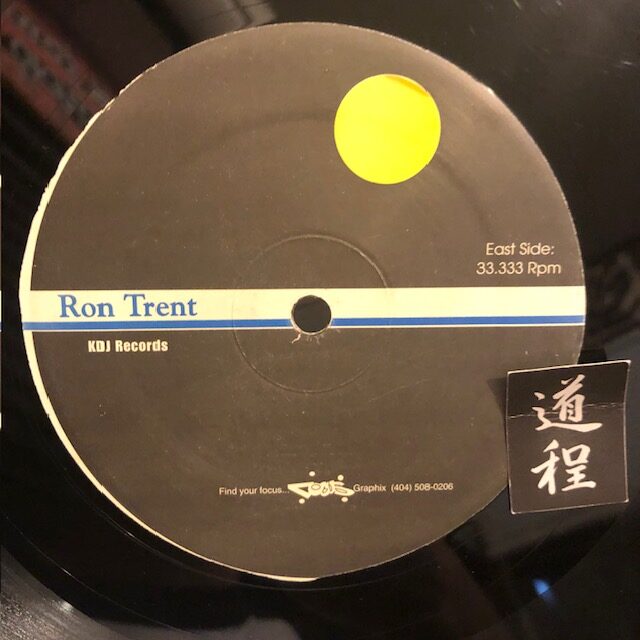 East Side:
33.333 Rpm
Ron Trent
KDJ Records
道
程
Find your focus... Graphix (404) 508-0206